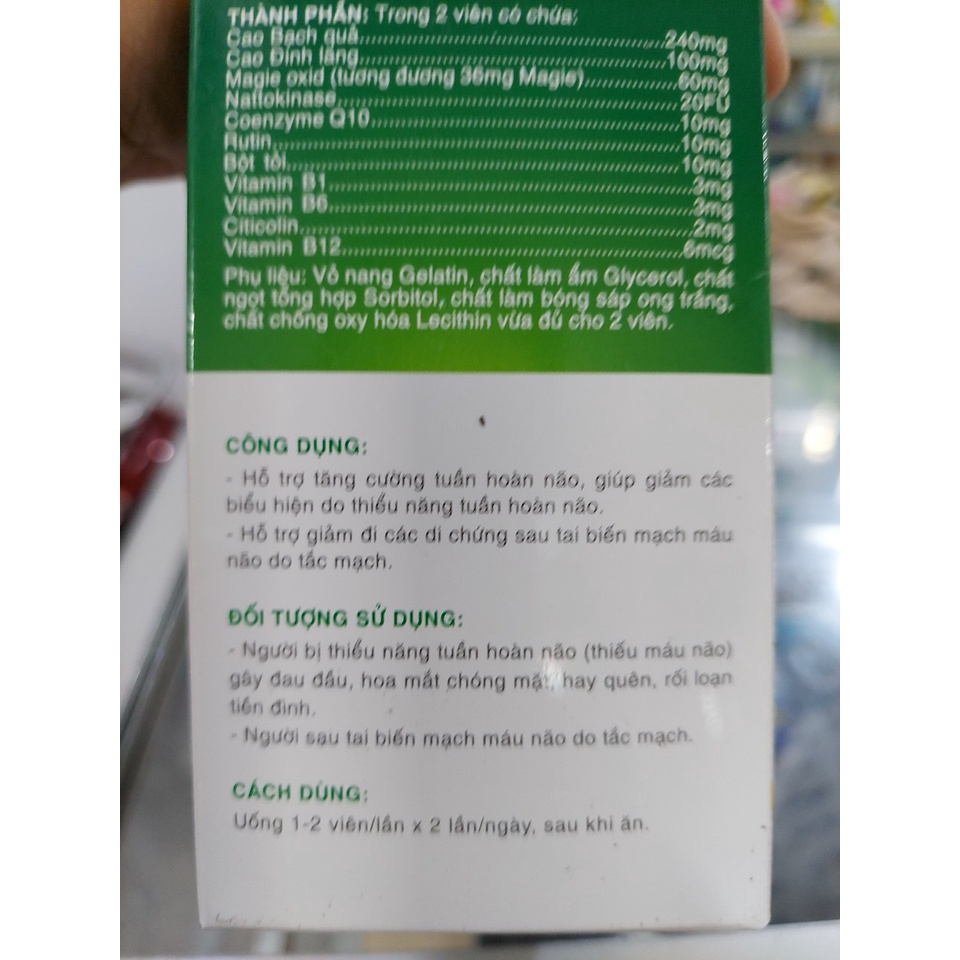 THÀNH PHẦN: Trong 2 viên có chứa:
Cao Bạch quả.....240mg
Cao Đinh lăng.....100mg
Magie oxid (tương đương 36mg Magie).....60mg
Nattokinase.....20FU
Coenzyme Q10.....10mg
Rutin.....10mg
Bột tỏi.....10mg
Vitamin B1.....3mg
Vitamin B6.....3mg
Citicolin.....2mg
Vitamin B12.....6mcg
Phụ liệu: Vỏ nang Gelatin, chất làm ẩm Glycerol, chất
ngọt tổng hợp Sorbitol, chất làm bóng sáp ong trắng,
chất chống oxy hóa Lecithin vừa đủ cho 2 viên.
CÔNG DỤNG:
- Hỗ trợ tăng cường tuần hoàn não, giúp giảm các
biểu hiện do thiểu năng tuần hoàn não.
- Hỗ trợ giảm đi các di chứng sau tai biến mạch máu
não do tắc mạch.
ĐỐI TƯỢNG SỬ DỤNG:
- Người bị thiểu năng tuần hoàn não (thiếu máu não)
gây đau đầu, hoa mắt chóng mặt, hay quên, rối loạn
tiền đình.
- Người sau tai biến mạch máu não do tắc mạch.
CÁCH DÙNG:
Uống 1-2 viên/lần x 2 lần/ngày, sau khi ăn.